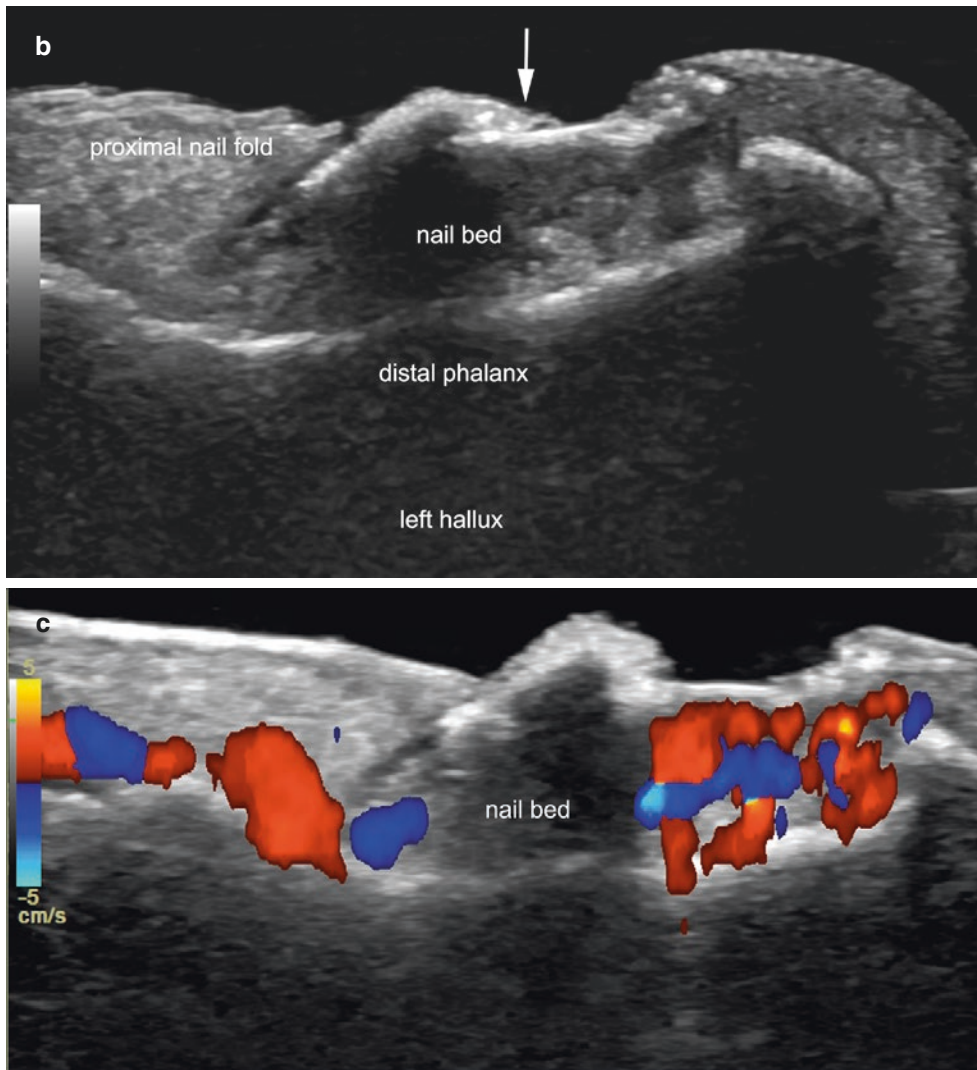 b
proximal nail fold
nail bed
distal phalanx
left hallux
c
5
nail bed
-5
cm/s